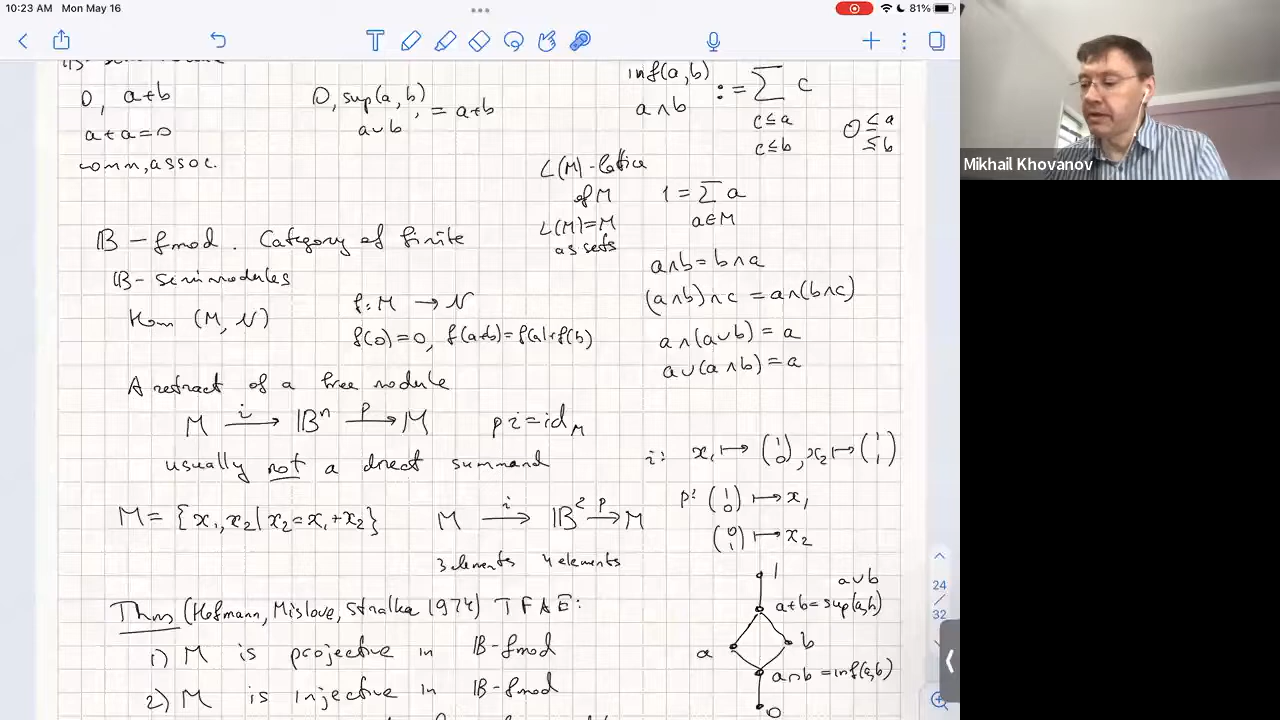 10:23 AM Mon May 16
81%
0, a+b
a+a=0
comm, assoc.
0, sup(a,b) = a+b
a∪b
inf(a,b) := ∑ c
a∧b
c≤a
c≤b
0 ≤a
≤b
L(M) - lattice
of M
L(M)=M
as sets
1 = ∑ a
a∈M
𝔹-fmod. Category of finite
𝔹-semimodules
Hom (M, N)
f: M → N
f(0)=0, f(a+b)=f(a)+f(b)
a∧b = b∧a
(a∧b)∧c = a∧(b∧c)
a∧(a∪b) = a
a∪(a∧b) = a
A retract of a free module
M -i-> 𝔹ⁿ -p-> M   p i = id_M
usually not a direct summand
i: x₁ ↦ (1 0), x₂ ↦ (1 1)
p: (1 0) ↦ x₁
(0 1) ↦ x₂
M = {x₁, x₂ | x₂ = x₁ + x₂}   M -i-> 𝔹² -p-> M
3 elements 4 elements
Thm (Hofmann, Mislove, Stralka 1974) TFAE:
1) M is projective in 𝔹-fmod
2) M is injective in 𝔹-fmod
1
a∪b
a+b = sup(a,b)
a
b
a∧b = inf(a,b)
0
24
/
32
Mikhail Khovanov